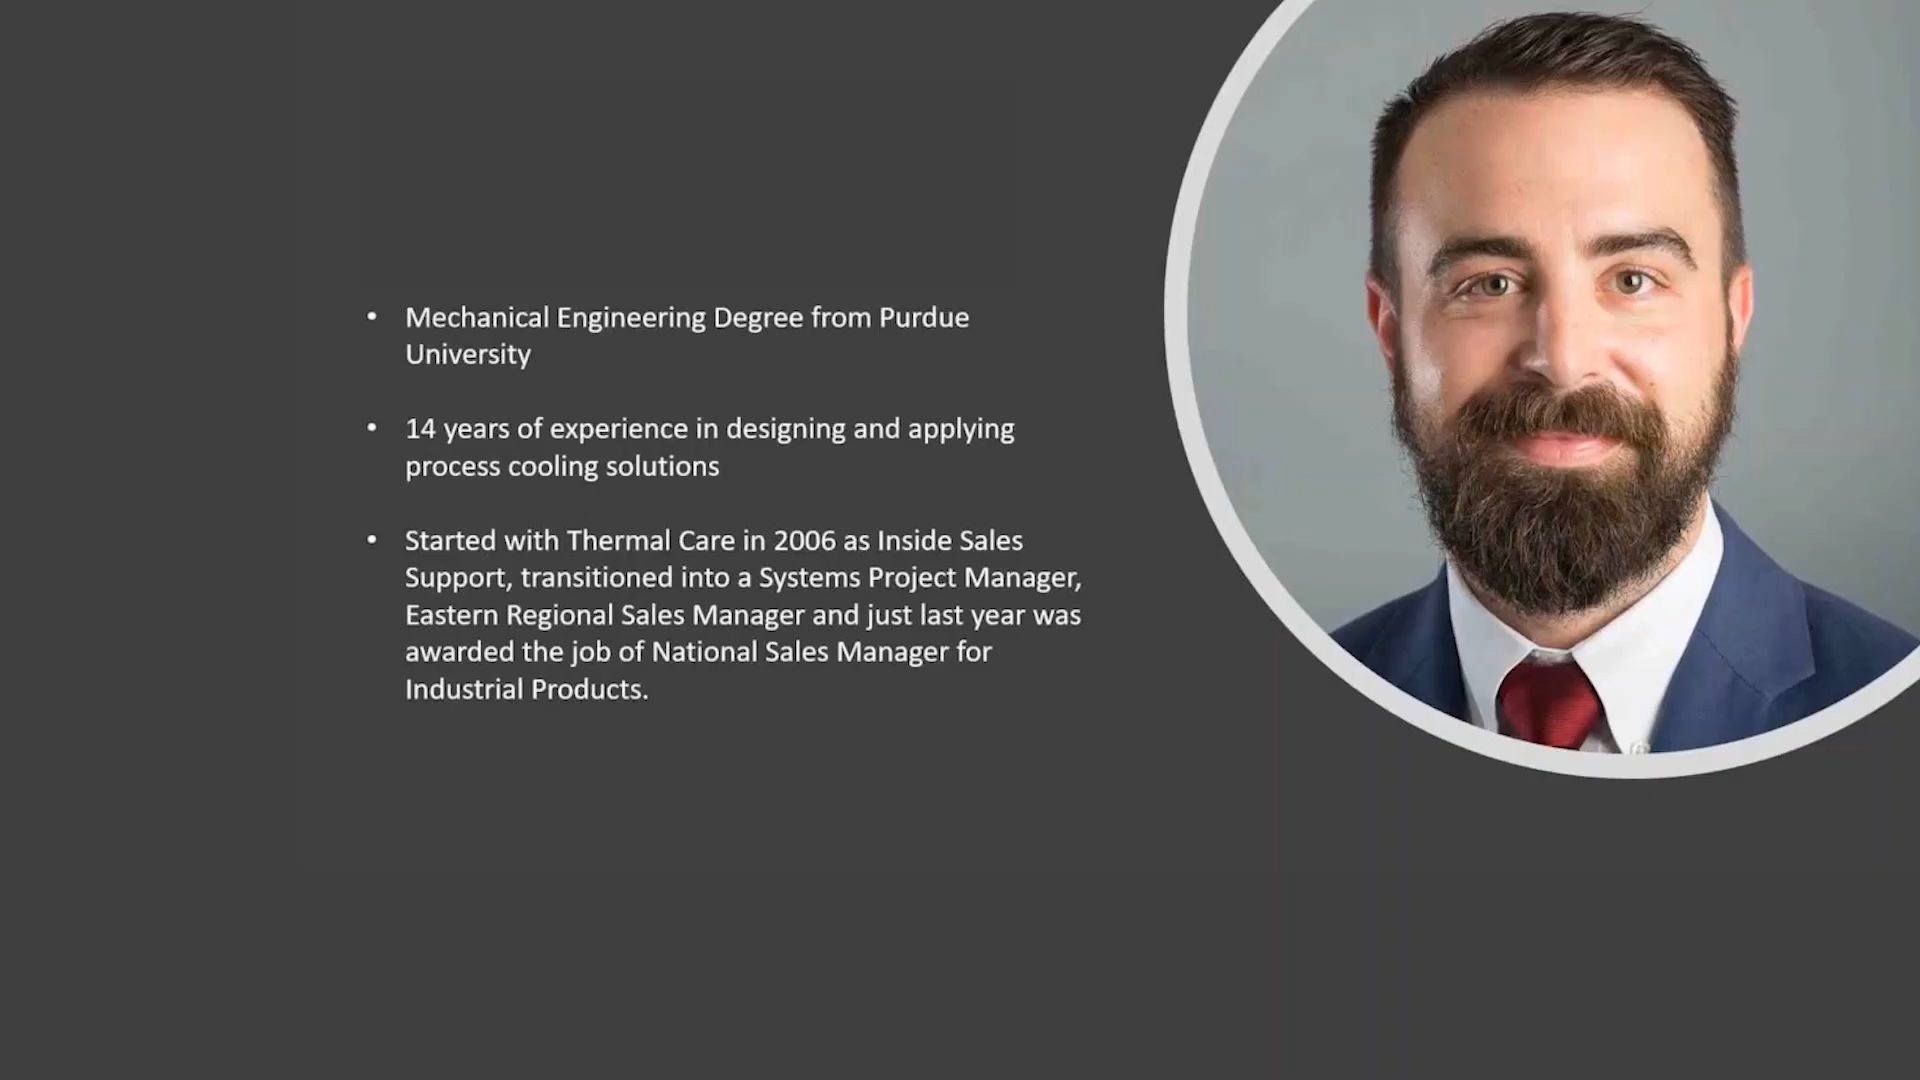 • Mechanical Engineering Degree from Purdue
University
• 14 years of experience in designing and applying
process cooling solutions
• Started with Thermal Care in 2006 as Inside Sales
Support, transitioned into a Systems Project Manager,
Eastern Regional Sales Manager and just last year was
awarded the job of National Sales Manager for
Industrial Products.